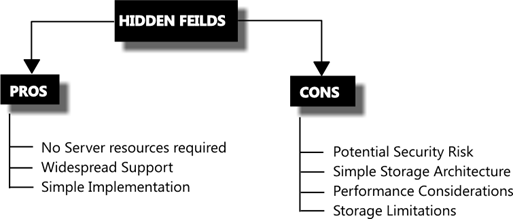 HIDDEN FEILDS
PROS
No Server resources required
Widespread Support
Simple Implementation
CONS
Potential Security Risk
Simple Storage Architecture
Performance Considerations
Storage Limitations